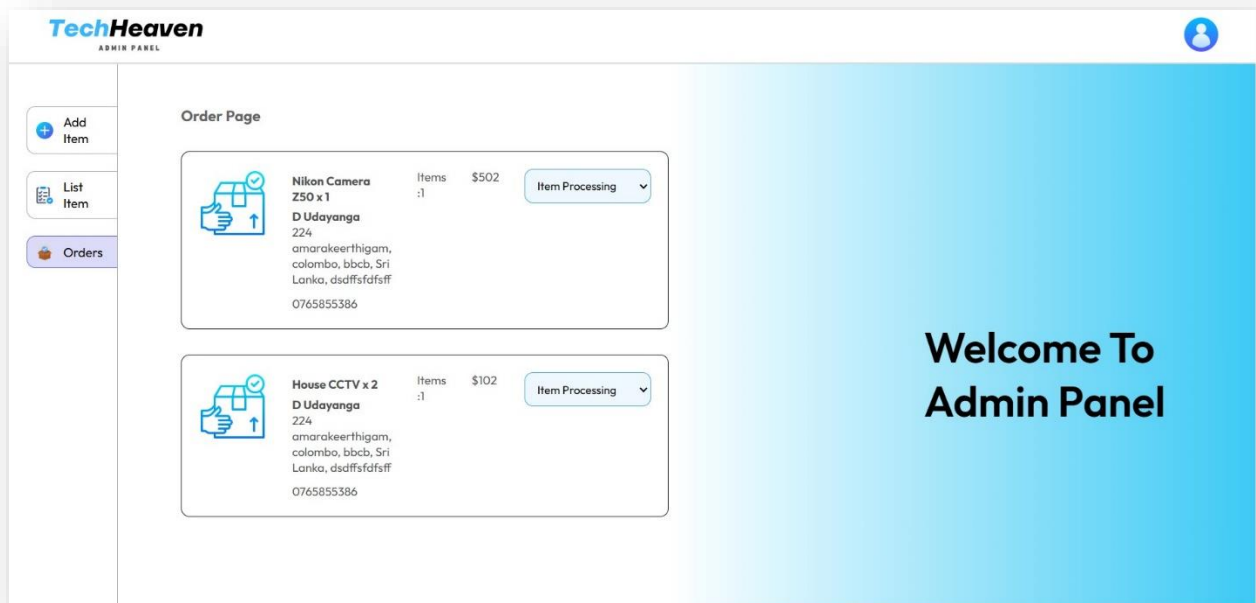 TechHeaven
ADMIN PANEL
Add
Item
List
Item
Orders
Order Page
Nikon Camera
Z50 x 1
D Udayanga
224
amarakeerthigam,
colombo, bbcb, Sri
Lanka, dsdffsfdfsff
0765855386
Items
:1
$502
Item Processing
House CCTV x 2
D Udayanga
224
amarakeerthigam,
colombo, bbcb, Sri
Lanka, dsdffsfdfsff
0765855386
Items
:1
$102
Item Processing
Welcome To
Admin Panel